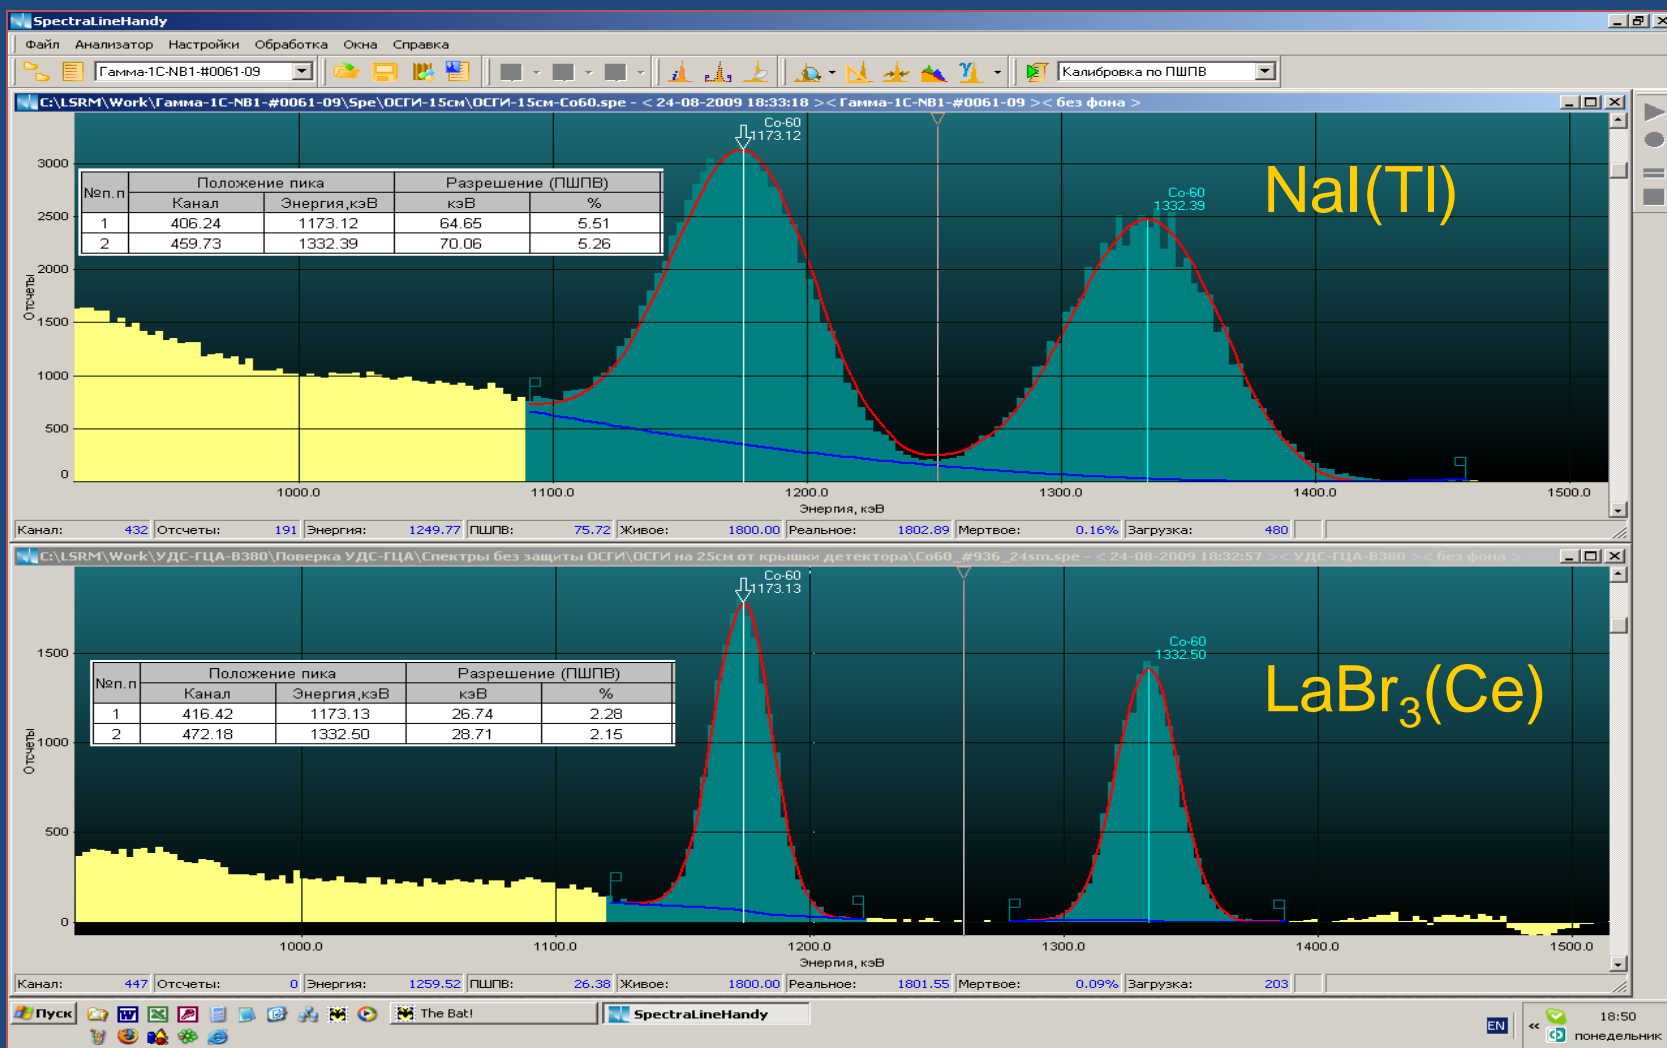 SpectraLineHandy
Файл Анализатор Настройки Обработка Окна Справка
Гамма-1С-NB1-#0061-09
Калибровка по ПШПВ
C:\LSRM\Work\Гамма-1С-NB1-#0061-09\Spe\ОСГИ-15см\ОСГИ-15см-Co60.spe - < 24-08-2009 18:33:18 >< Гамма-1С-NB1-#0061-09 >< без фона >
Co-60
1173.12
Co-60
1332.39
NaI(Tl)
№п.п Положение пика Разрешение (ПШПВ)
Канал Энергия,кэВ кэВ %
1 406.24 1173.12 64.65 5.51
2 459.73 1332.39 70.06 5.26
Отсчеты
3000
2500
2000
1500
1000
500
0
1000.0 1100.0 1200.0 1300.0 1400.0 1500.0
Энергия, кэВ
Канал: 432 Отсчеты: 191 Энергия: 1249.77 ПШПВ: 75.72 Живое: 1800.00 Реальное: 1802.89 Мертвое: 0.16% Загрузка: 480
C:\LSRM\Work\УДС-ГЦА-В380\Поверка УДС-ГЦА\Спектры без защиты ОСГИ\ОСГИ на 25см от крышки детектора\Co60_#936_24sm.spe - < 24-08-2009 18:32:57 >< УДС-ГЦА-В380 >< без фона >
Co-60
1173.13
Co-60
1332.50
LaBr₃(Ce)
№п.п Положение пика Разрешение (ПШПВ)
Канал Энергия,кэВ кэВ %
1 416.42 1173.13 26.74 2.28
2 472.18 1332.50 28.71 2.15
Отсчеты
1500
1000
500
0
1000.0 1100.0 1200.0 1300.0 1400.0 1500.0
Энергия, кэВ
Канал: 447 Отсчеты: 0 Энергия: 1259.52 ПШПВ: 26.38 Живое: 1800.00 Реальное: 1801.55 Мертвое: 0.09% Загрузка: 203
Пуск The Bat! SpectraLineHandy EN « 18:50
понедельник